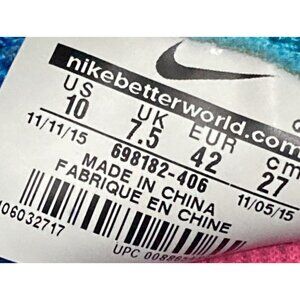 nikebetterworld.com
US UK EUR cm
10 7.5 42 27
11/11/15 698182-406 11/05/15
MADE IN CHINA
FABRIQUE EN CHINE
UPC